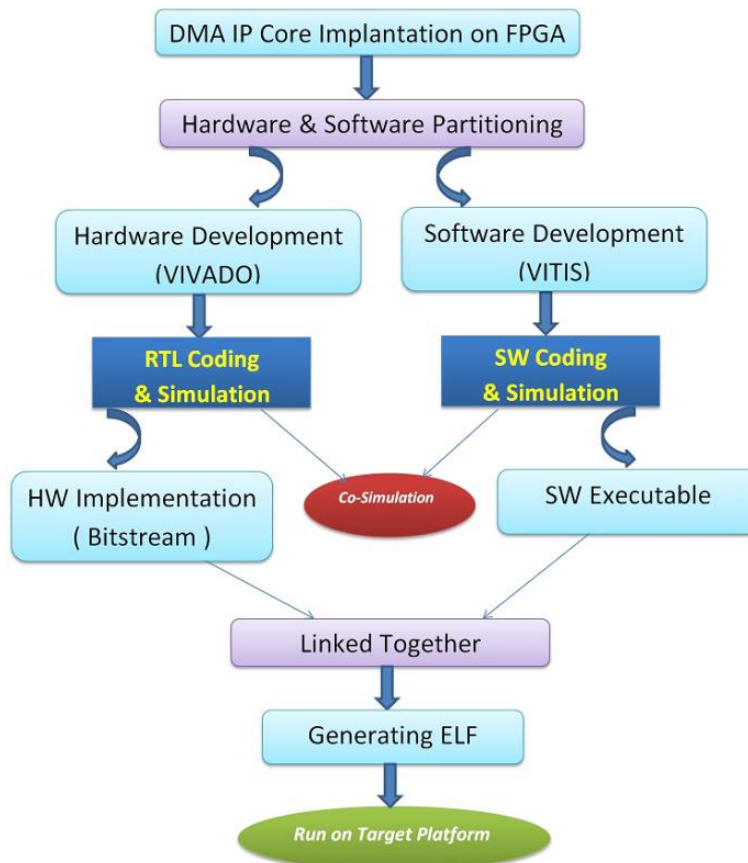 DMA IP Core Implantation on FPGA
Hardware & Software Partitioning
Hardware Development
(VIVADO)
Software Development
(VITIS)
RTL Coding
& Simulation
SW Coding
& Simulation
Co-Simulation
HW Implementation
( Bitstream )
SW Executable
Linked Together
Generating ELF
Run on Target Platform